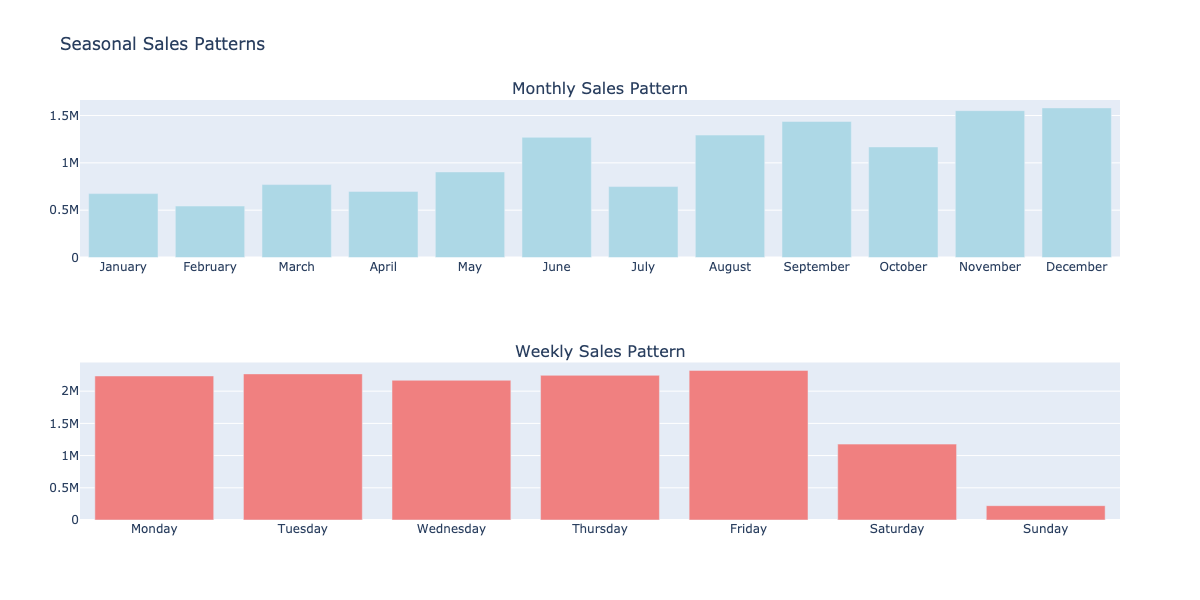 Seasonal Sales Patterns
Monthly Sales Pattern
1.5M
1M
0.5M
0
January February March April May June July August September October November December
Weekly Sales Pattern
2M
1.5M
1M
0.5M
0
Monday Tuesday Wednesday Thursday Friday Saturday Sunday